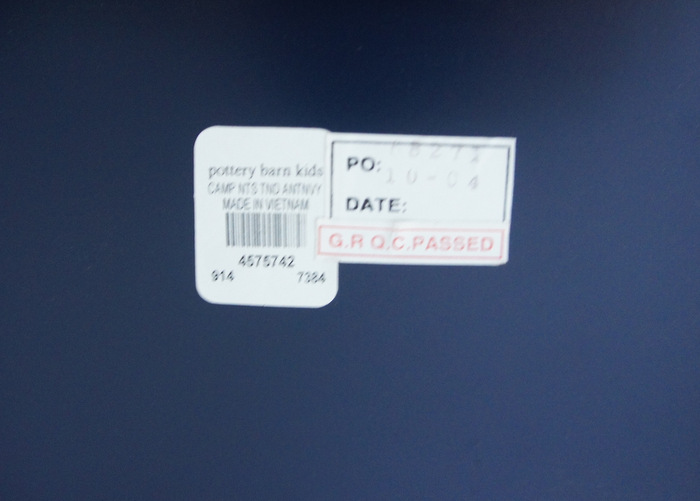 pottery barn kids
CAMP NTS TND ANTNVY
MADE IN VIETNAM
4575742
914 7384
PO:
10-04
DATE:
G.R Q.C.PASSED